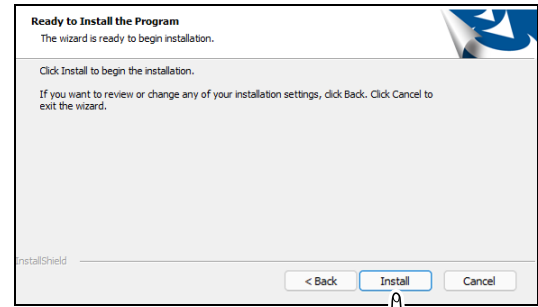 Ready to Install the Program
The wizard is ready to begin installation.
Click Install to begin the installation.
If you want to review or change any of your installation settings, click Back. Click Cancel to
exit the wizard.
InstallShield
< Back Install Cancel